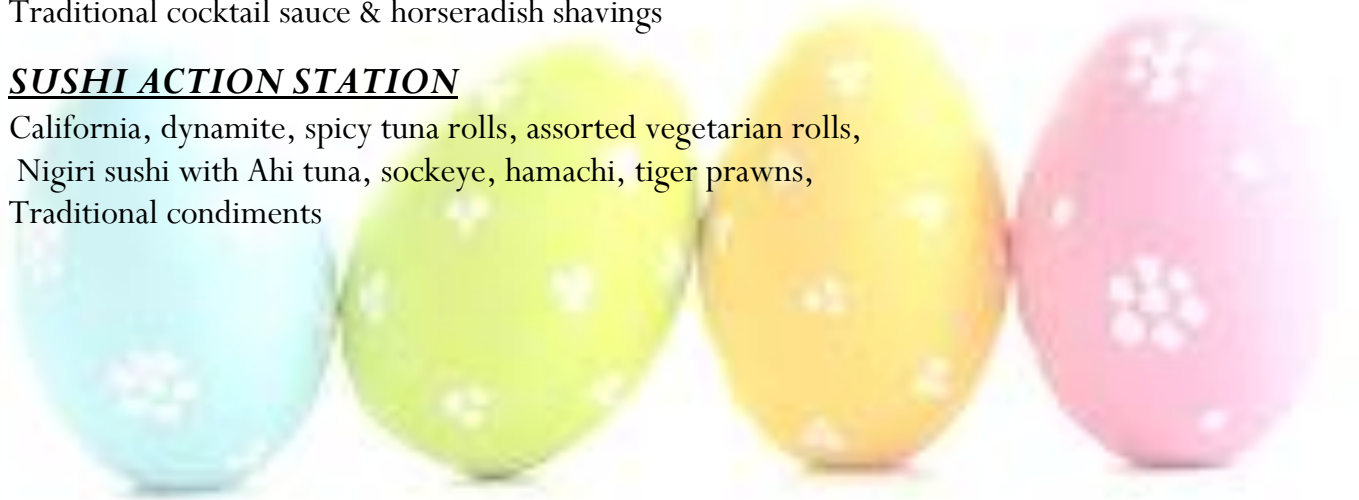 Traditional cocktail sauce & horseradish shavings
SUSHI ACTION STATION
California, dynamite, spicy tuna rolls, assorted vegetarian rolls,
Nigiri sushi with Ahi tuna, sockeye, hamachi, tiger prawns,
Traditional condiments